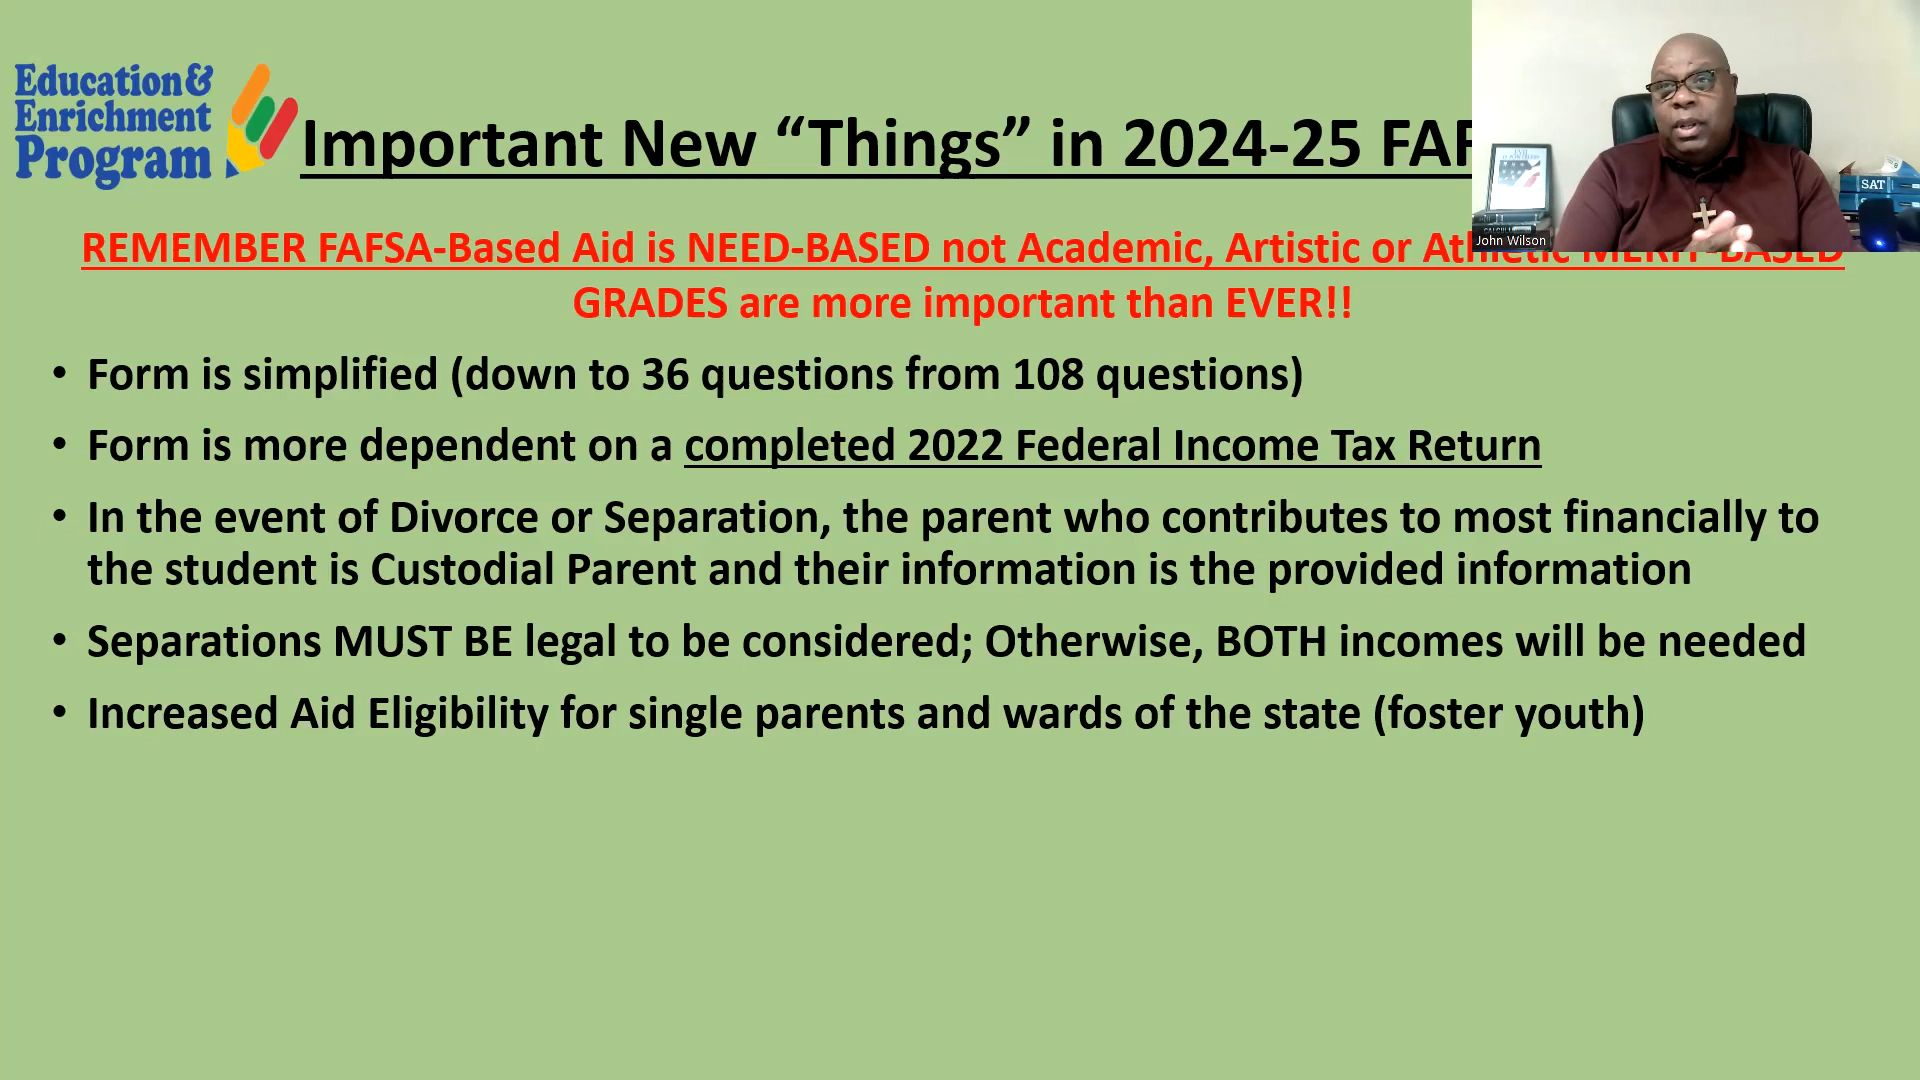 Education&
Enrichment
Program
Important New “Things” in 2024-25 FAF
REMEMBER FAFSA-Based Aid is NEED-BASED not Academic, Artistic or Athletic MERIT-BASED
GRADES are more important than EVER!!
• Form is simplified (down to 36 questions from 108 questions)
• Form is more dependent on a completed 2022 Federal Income Tax Return
• In the event of Divorce or Separation, the parent who contributes to most financially to
the student is Custodial Parent and their information is the provided information
• Separations MUST BE legal to be considered; Otherwise, BOTH incomes will be needed
• Increased Aid Eligibility for single parents and wards of the state (foster youth)
SAT
John Wilson